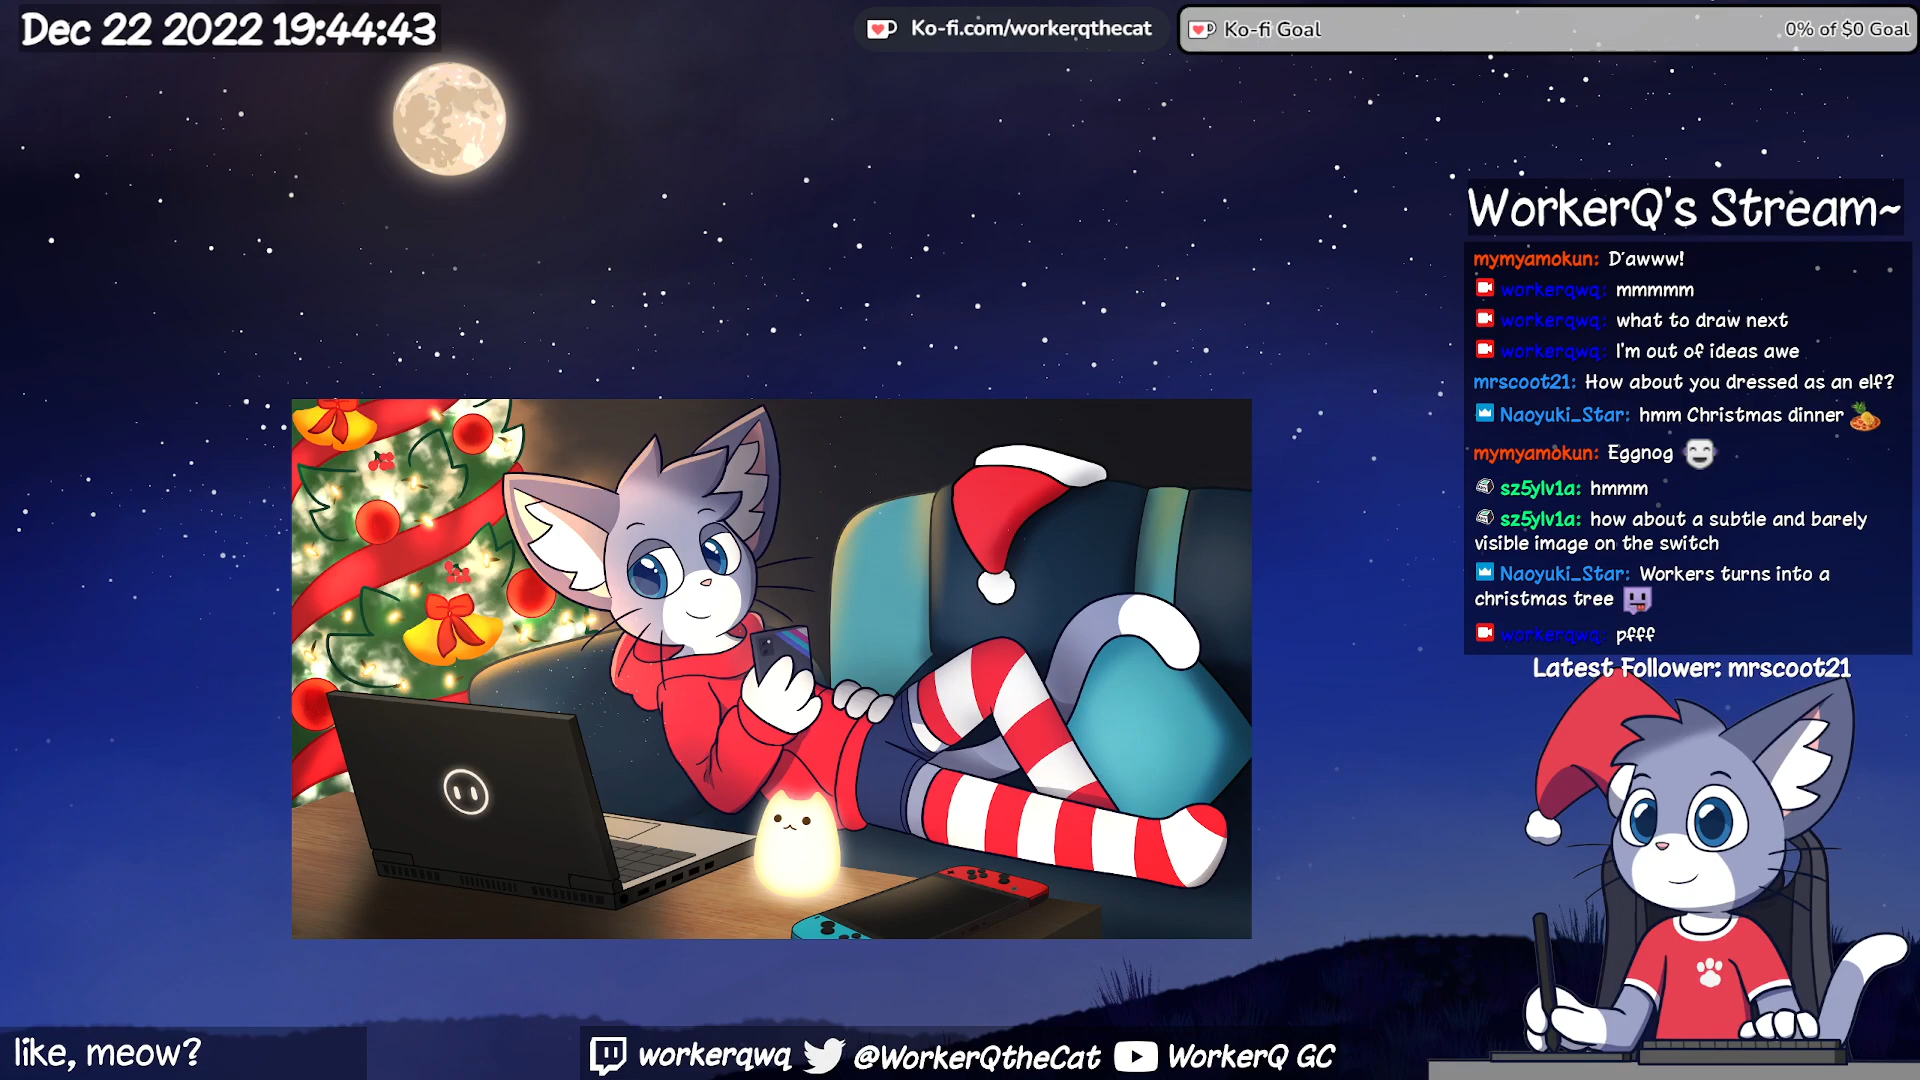 Dec 22 2022 19:44:43
Ko-fi.com/workerqthecat
Ko-fi Goal
0% of $0 Goal
WorkerQ's Stream~
mymyamokun: D'awww!
workerqwq: mmmmm
workerqwq: what to draw next
workerqwq: I'm out of ideas awe
mrscoot21: How about you dressed as an elf?
Naoyuki_Star: hmm Christmas dinner
mymyamokun: Eggnog
sz5ylv1a: hmmm
sz5ylv1a: how about a subtle and barely
visible image on the switch
Naoyuki_Star: Workers turns into a
christmas tree
workerqwq: pfff
Latest Follower: mrscoot21
like, meow?
workerqwq
@WorkerQtheCat
WorkerQ GC